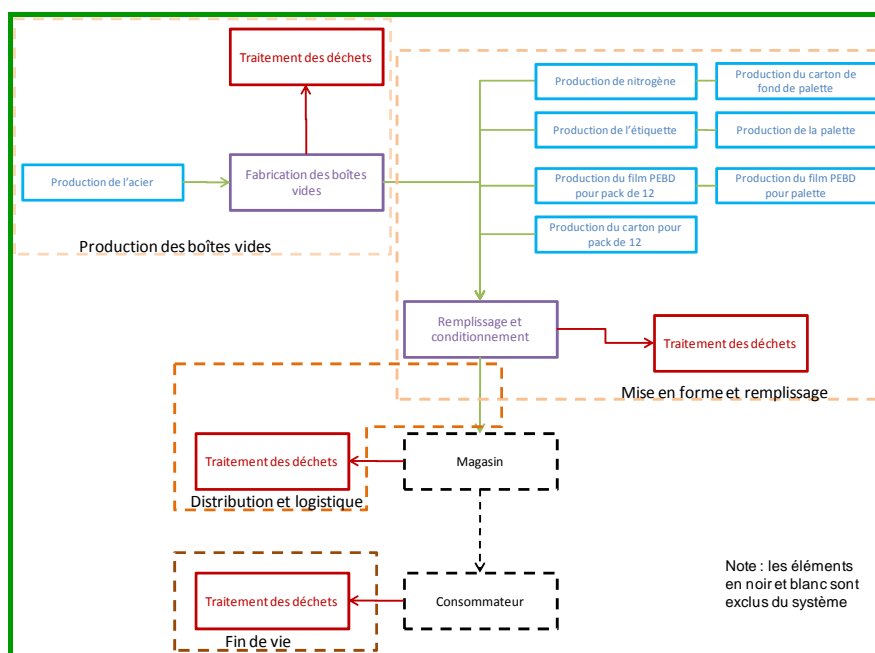 Traitement des déchets
Production de nitrogène
Production du carton de
fond de palette
Production de l'étiquette
Production de la palette
Production de l'acier
Fabrication des boîtes
vides
Production du film PEBD
pour pack de 12
Production du film PEBD
pour palette
Production du carton pour
pack de 12
Production des boîtes vides
Remplissage et
conditionnement
Traitement des déchets
Mise en forme et remplissage
Traitement des déchets
Magasin
Distribution et logistique
Traitement des déchets
Consommateur
Fin de vie
Note : les éléments
en noir et blanc sont
exclus du système